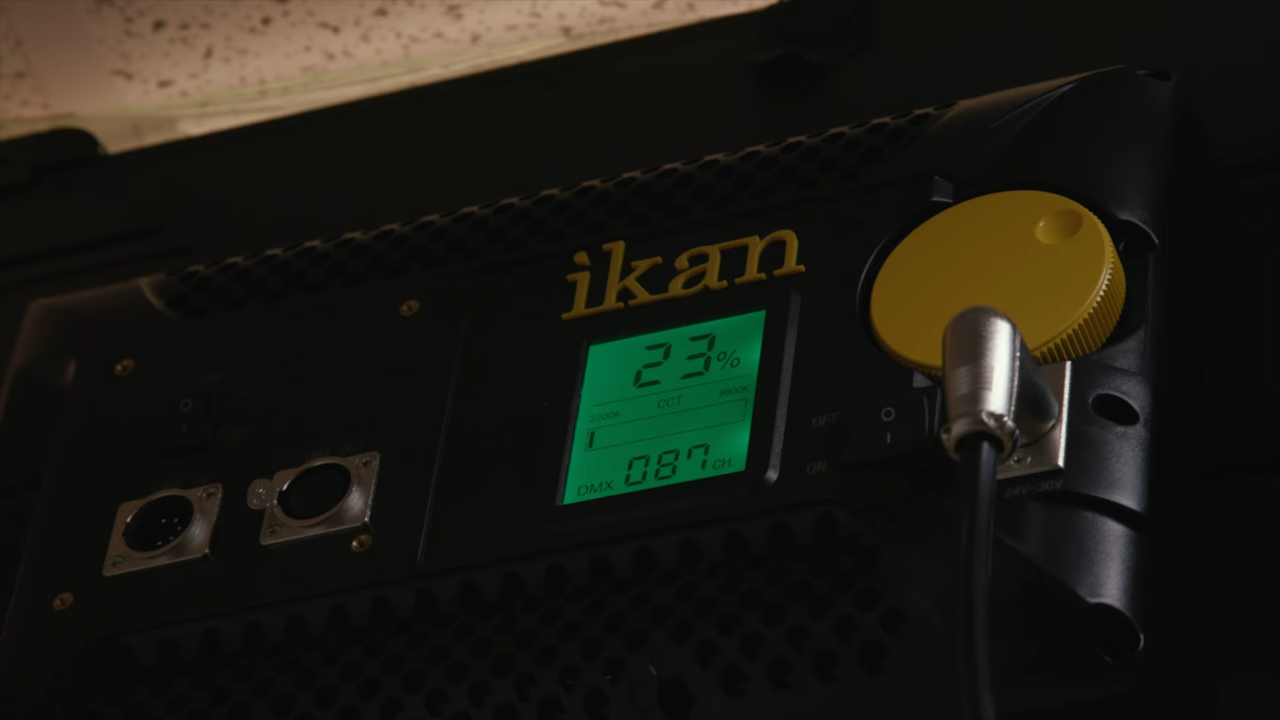 ikan
23%
CCT
3200K 5600K
DMX 087 CH.
OFF
ON
24V~30V